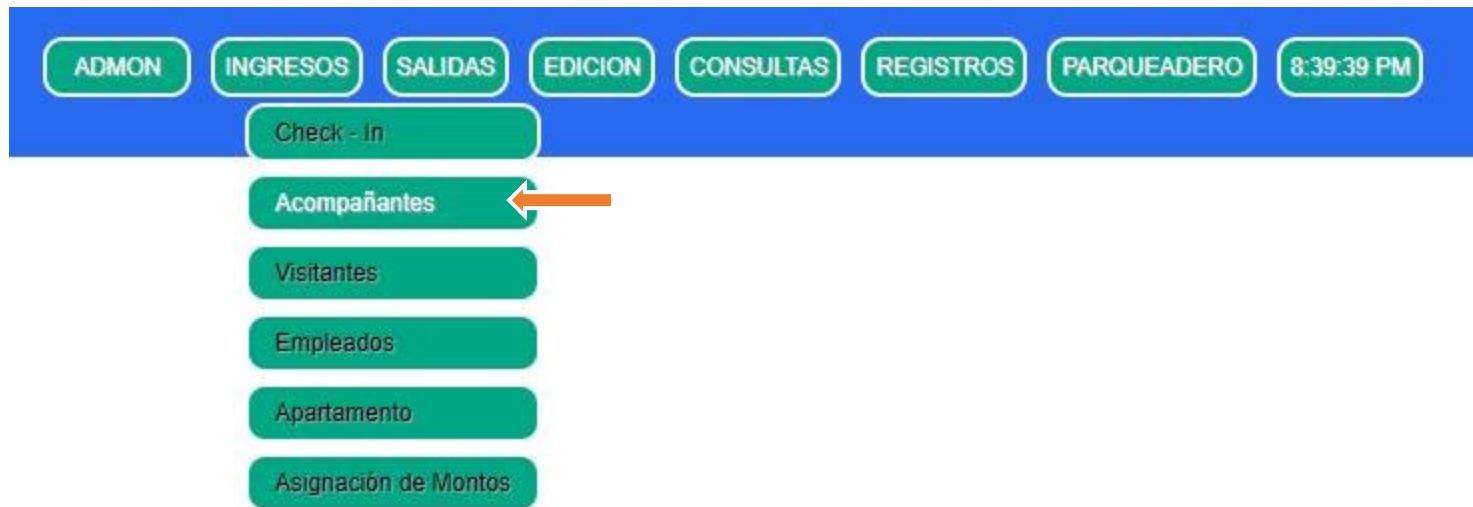 ADMON INGRESOS SALIDAS EDICION CONSULTAS REGISTROS PARQUEADERO 8:39:39 PM
Check - In
Acompañantes
Visitantes
Empleados
Apartamento
Asignación de Montos